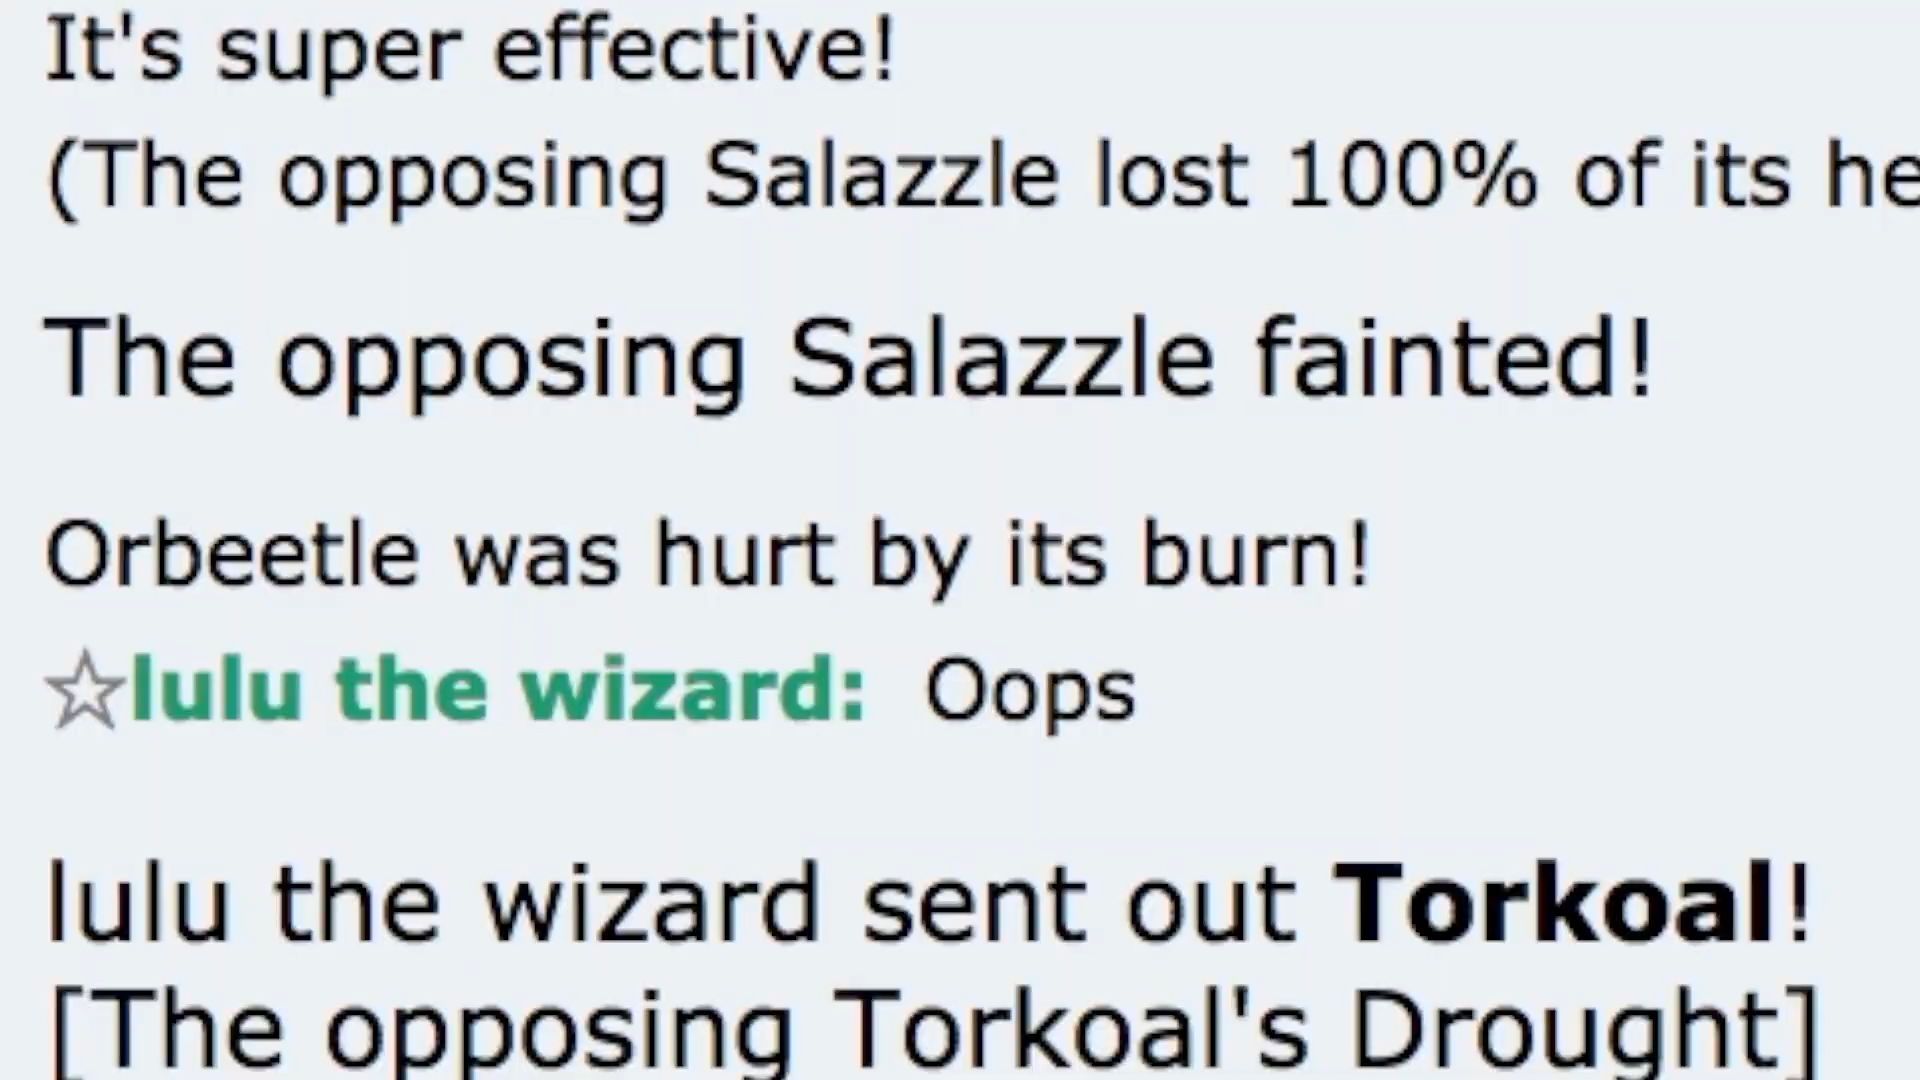 It's super effective!
(The opposing Salazzle lost 100% of its
The opposing Salazzle fainted!
Orbeetle was hurt by its burn!
☆lulu the wizard: Oops
lulu the wizard sent out Torkoal!
[The opposing Torkoal's Drought]